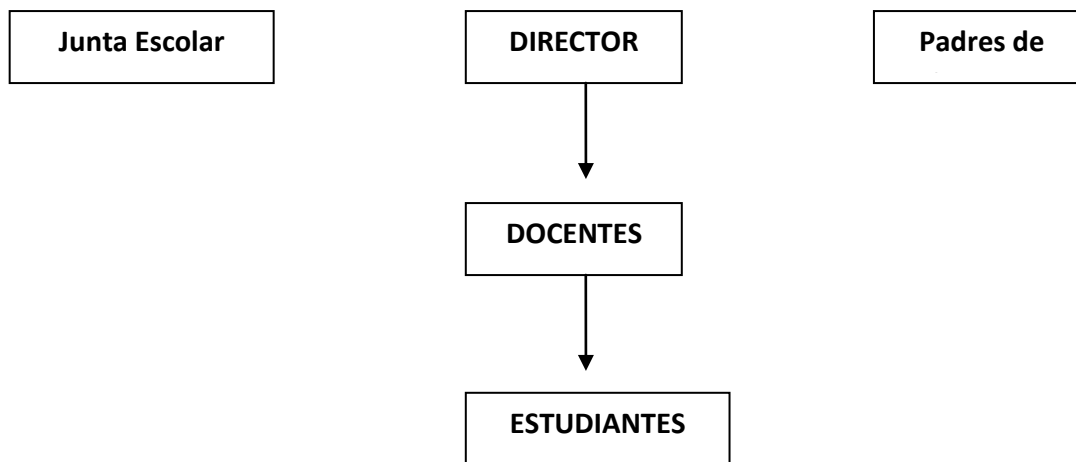 Junta Escolar
DIRECTOR
Padres de
DOCENTES
ESTUDIANTES